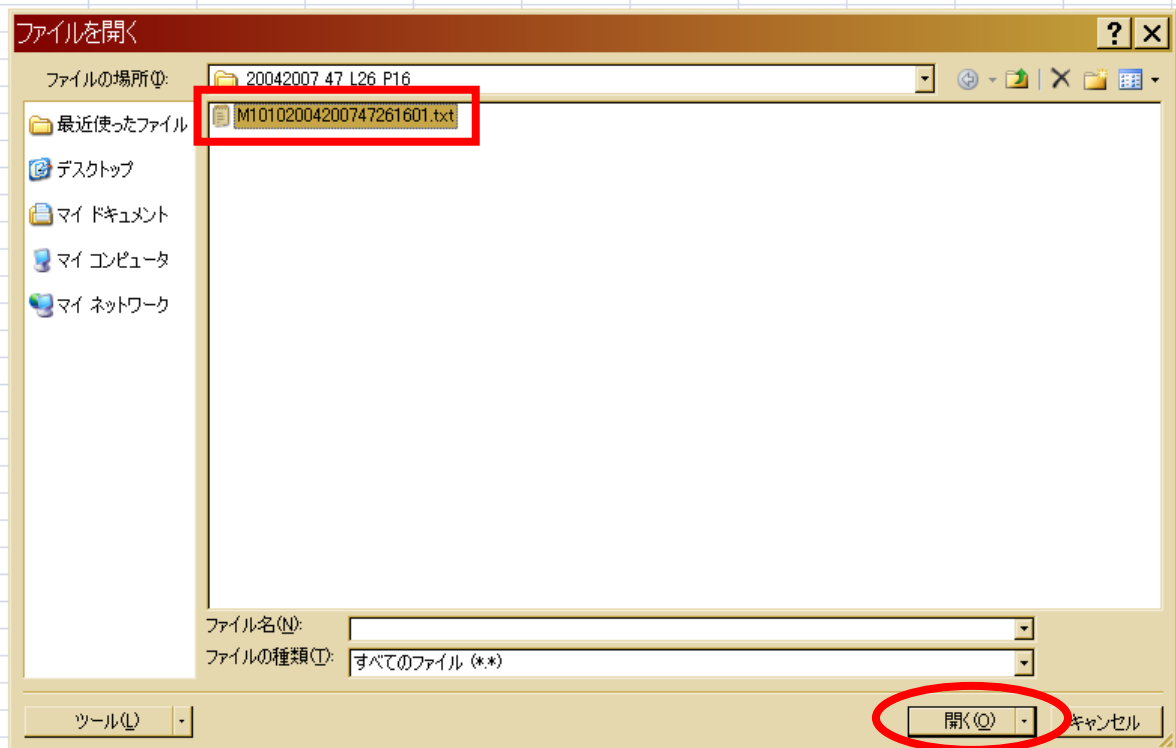 ファイルを開く
ファイルの場所(I):
20042007 47 L26 P16
M10102004200747261601.txt
最近使ったファイル
デスクトップ
マイ ドキュメント
マイ コンピュータ
マイ ネットワーク
ファイル名(N):
ファイルの種類(T):
すべてのファイル (*.*)
ツール(L)
開く(O)
キャンセル